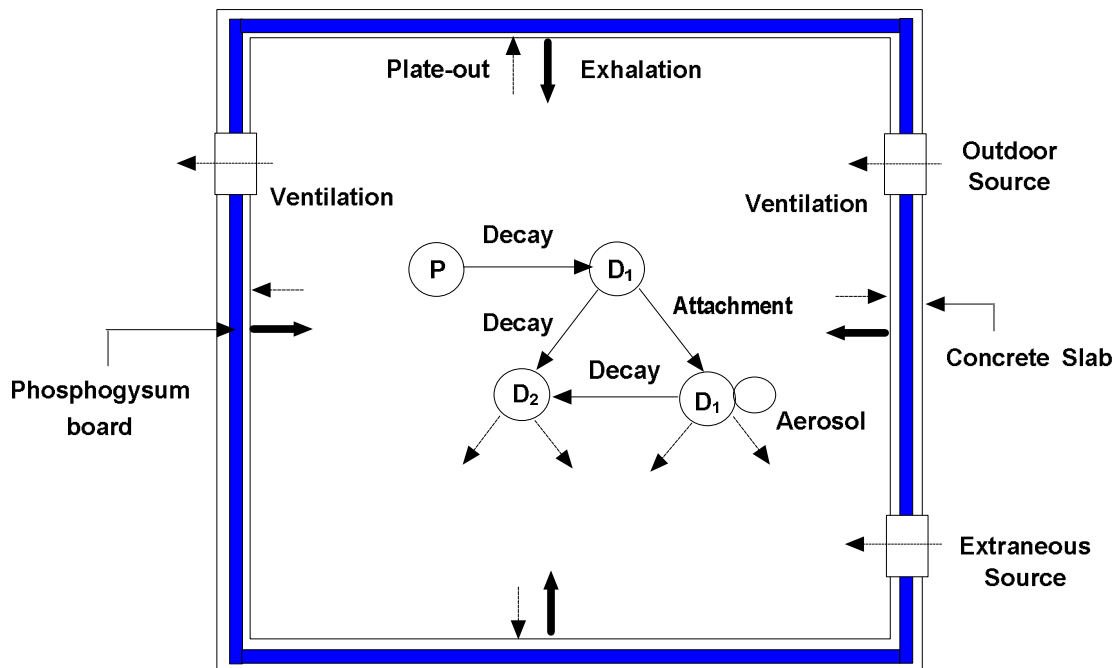 Plate-out
Exhalation
Outdoor
Source
Ventilation
Ventilation
Decay
P
D₁
Attachment
Decay
Phosphogysum
board
Concrete Slab
Decay
D₂
D₁
Aerosol
Extraneous
Source